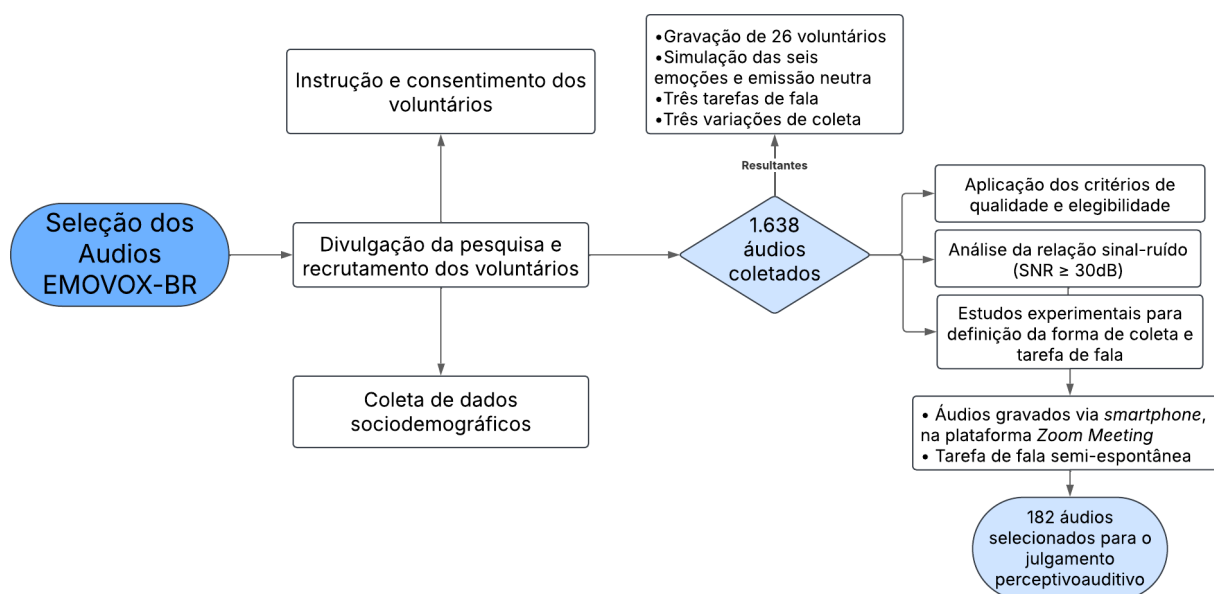 Seleção dos
Audios
EMOVOX-BR
Instrução e consentimento dos
voluntários
Divulgação da pesquisa e
recrutamento dos voluntários
Coleta de dados
sociodemográficos
•Gravação de 26 voluntários
•Simulação das seis
emoções e emissão neutra
•Três tarefas de fala
•Três variações de coleta
Resultantes
1.638
áudios
coletados
Aplicação dos critérios de
qualidade e elegibilidade
Análise da relação sinal-ruído
(SNR ≥ 30dB)
Estudos experimentais para
definição da forma de coleta e
tarefa de fala
• Áudios gravados via smartphone,
na plataforma Zoom Meeting
• Tarefa de fala semi-espontânea
182 áudios
selecionados para o
julgamento
perceptivoauditivo